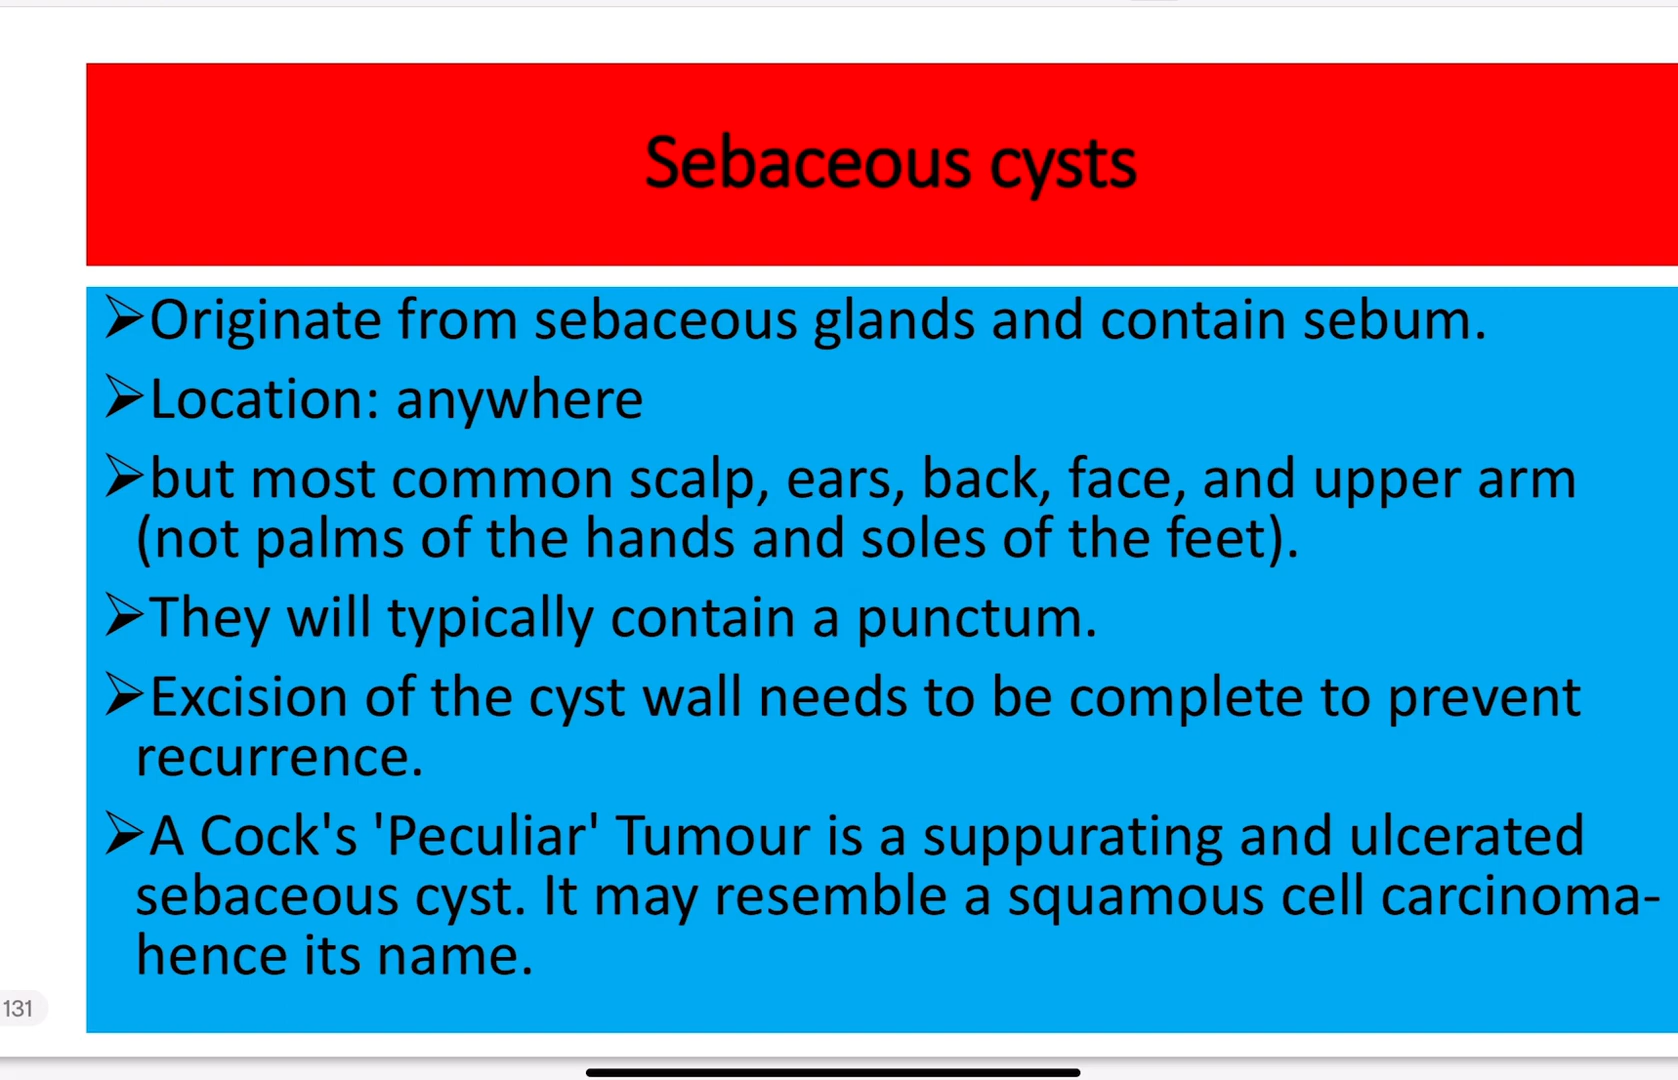 Sebaceous cysts
➢Originate from sebaceous glands and contain sebum.
➢Location: anywhere
➢but most common scalp, ears, back, face, and upper arm
(not palms of the hands and soles of the feet).
➢They will typically contain a punctum.
➢Excision of the cyst wall needs to be complete to prevent
recurrence.
➢A Cock's 'Peculiar' Tumour is a suppurating and ulcerated
sebaceous cyst. It may resemble a squamous cell carcinoma-
hence its name.
131